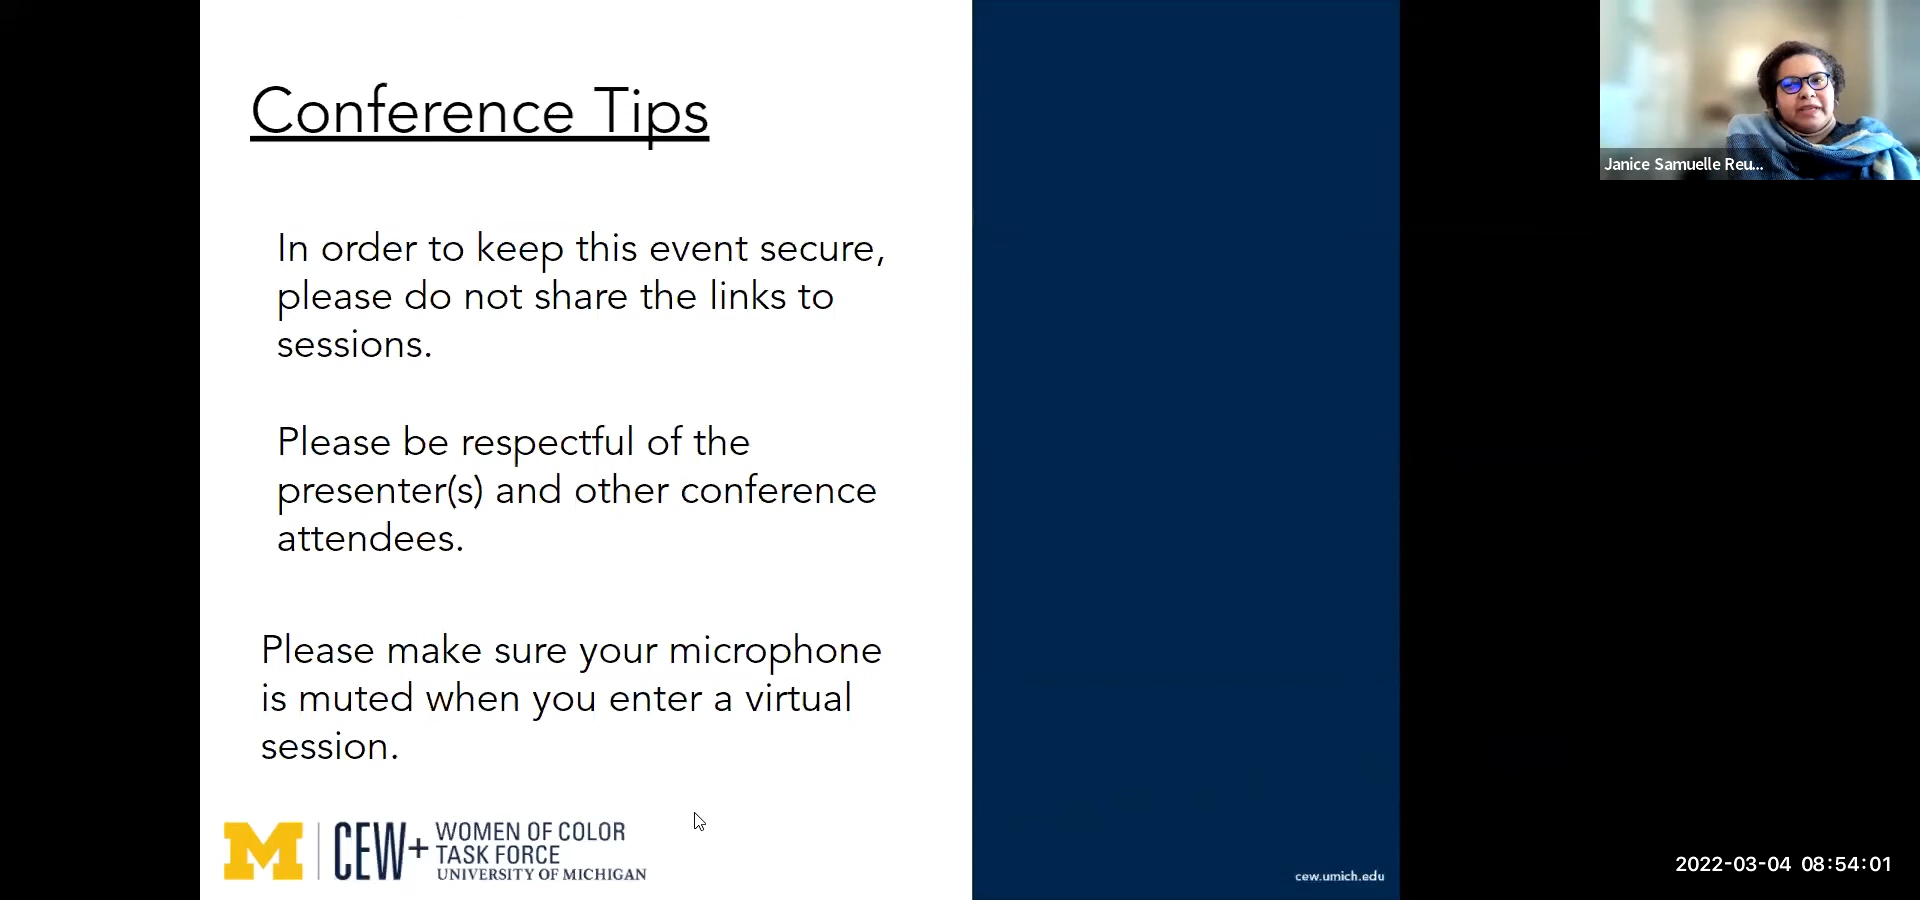 Conference Tips
In order to keep this event secure,
please do not share the links to
sessions.
Please be respectful of the
presenter(s) and other conference
attendees.
Please make sure your microphone
is muted when you enter a virtual
session.
M
CEW+
WOMEN OF COLOR
TASK FORCE
UNIVERSITY OF MICHIGAN
cew.umich.edu
Janice Samuelle Reu...
2022-03-04 08:54:01